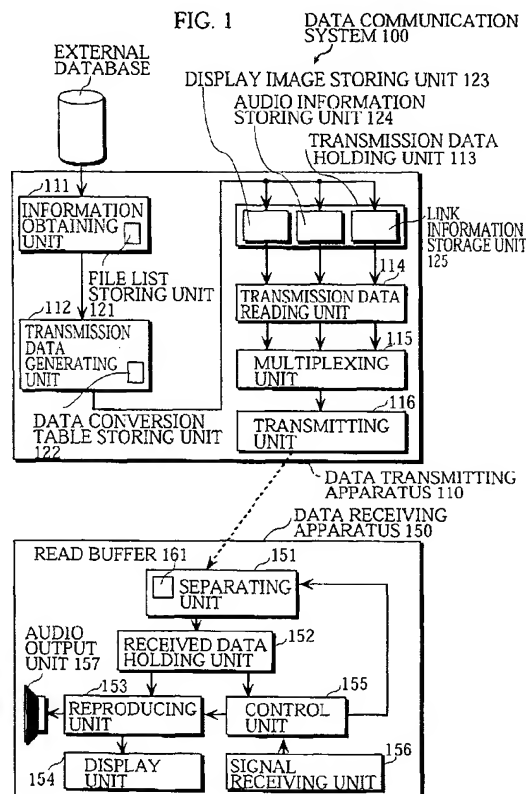 FIG. 1
DATA COMMUNICATION
SYSTEM 100
EXTERNAL
DATABASE
DISPLAY IMAGE STORING UNIT 123
AUDIO INFORMATION
STORING UNIT 124
TRANSMISSION DATA
HOLDING UNIT 113
111
INFORMATION
OBTAINING
UNIT
LINK
INFORMATION
STORAGE UNIT
125
FILE LIST
STORING UNIT
121
114
TRANSMISSION DATA
READING UNIT
112
TRANSMISSION
DATA
GENERATING
UNIT
115
MULTIPLEXING
UNIT
DATA CONVERSION
TABLE STORING UNIT
122
116
TRANSMITTING
UNIT
DATA TRANSMITTING
APPARATUS 110
DATA RECEIVING
APPARATUS 150
READ BUFFER 161
151
SEPARATING
UNIT
152
RECEIVED DATA
HOLDING UNIT
AUDIO
OUTPUT
UNIT 157
153
REPRODUCING
UNIT
155
CONTROL
UNIT
154
DISPLAY
UNIT
156
SIGNAL
RECEIVING UNIT